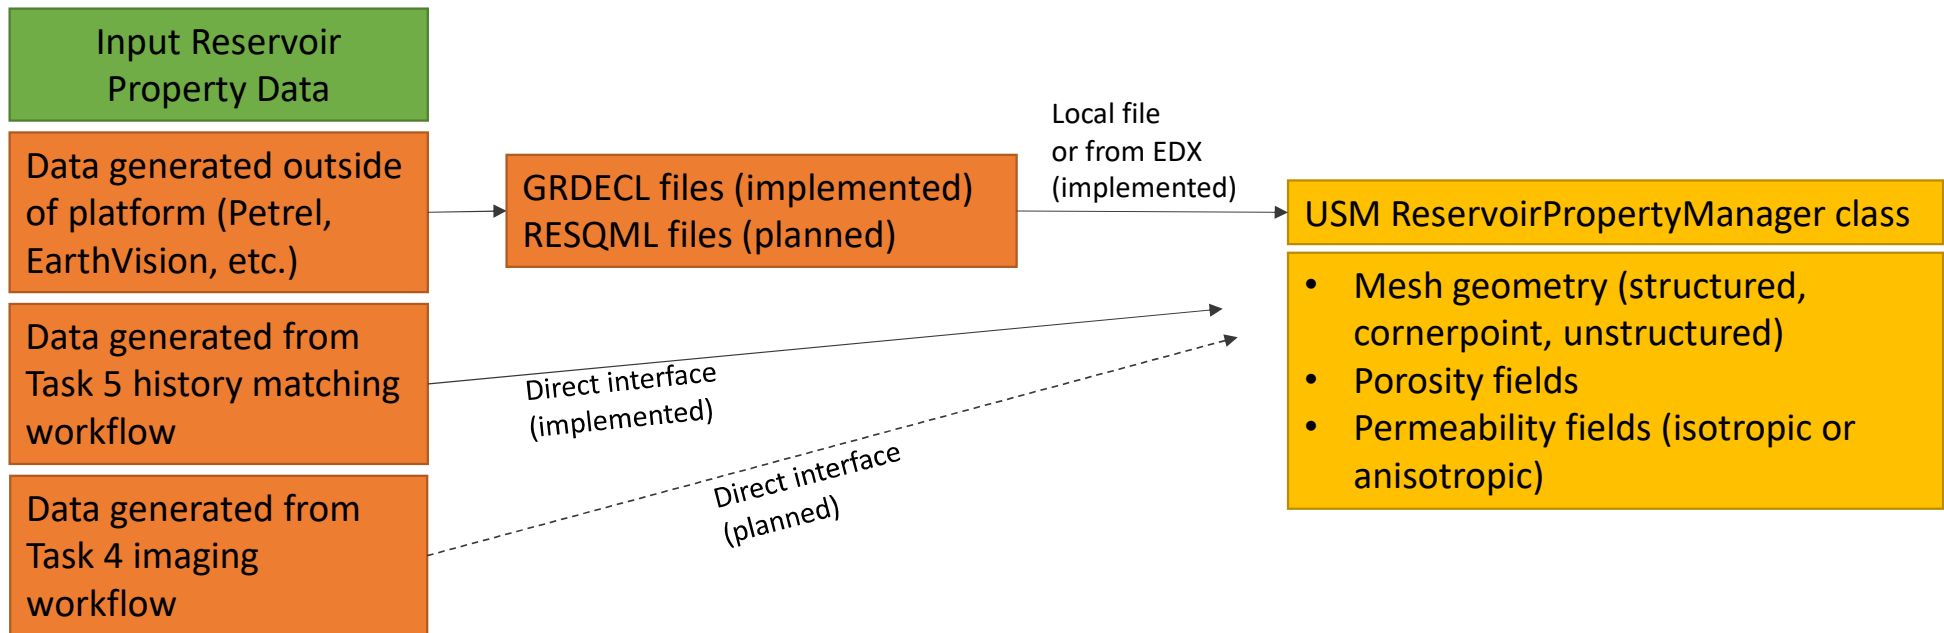 Input Reservoir
Property Data
Data generated outside
of platform (Petrel,
EarthVision, etc.)
Data generated from
Task 5 history matching
workflow
Data generated from
Task 4 imaging
workflow
GRDECL files (implemented)
RESQML files (planned)
Local file
or from EDX
(implemented)
Direct interface
(implemented)
Direct interface
(planned)
USM ReservoirPropertyManager class
• Mesh geometry (structured,
cornerpoint, unstructured)
• Porosity fields
• Permeability fields (isotropic or
anisotropic)